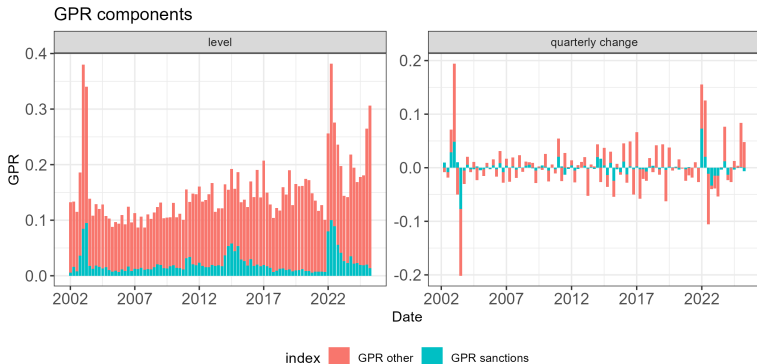 GPR components
level
quarterly change
0.4
0.3
0.2
0.1
0.0
GPR
2002 2007 2012 2017 2022
0.2
0.1
0.0
-0.1
-0.2
2002 2007 2012 2017 2022
Date
index GPR other GPR sanctions